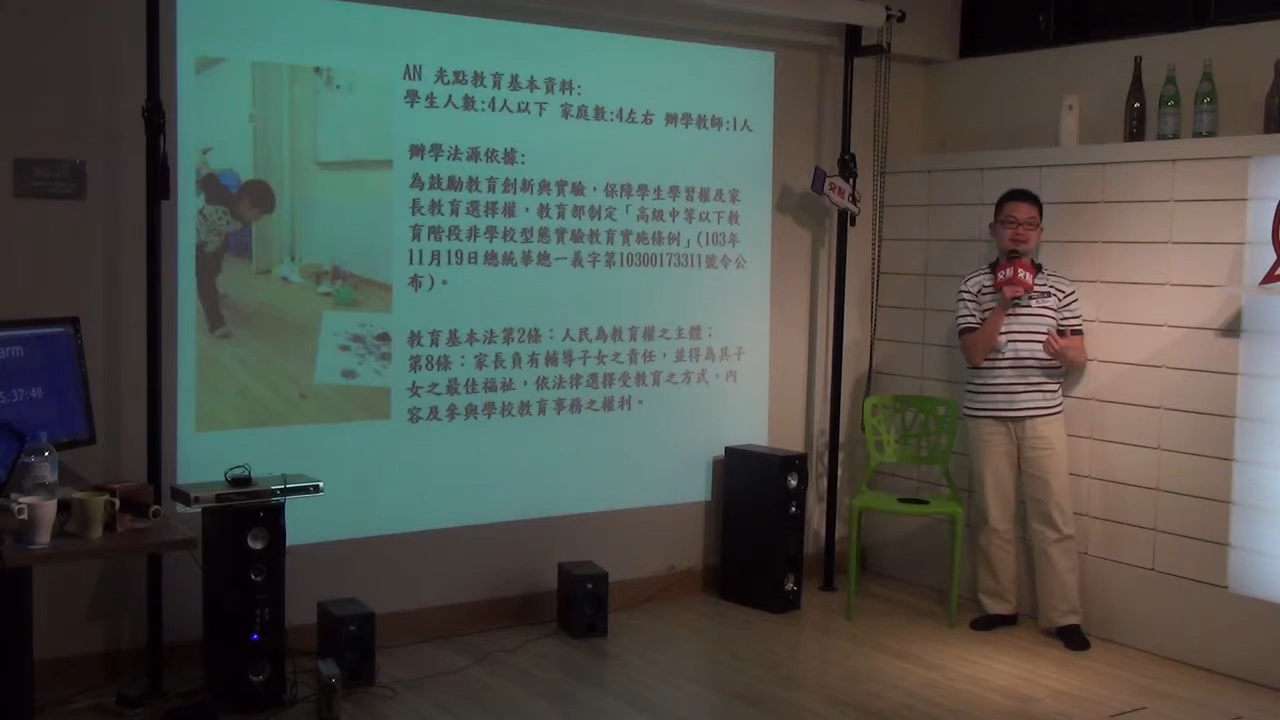 AN 光點教育基本資料:
學生人數:4人以下 家庭數:4左右 辦學教師:1人
辦學法源依據:
為鼓勵教育創新與實驗，保障學生學習權及家
長教育選擇權，教育部制定「高級中等以下教
育階段非學校型態實驗教育實施條例」(103年
11月19日總統華總一義字第10300173311號令公
布)。
教育基本法第2條：人民為教育權之主體；
第8條：家長負有輔導子女之責任，並得為其子
女之最佳福祉，依法律選擇受教育之方式、內
容及參與學校教育事務之權利。
arm
5:37:48